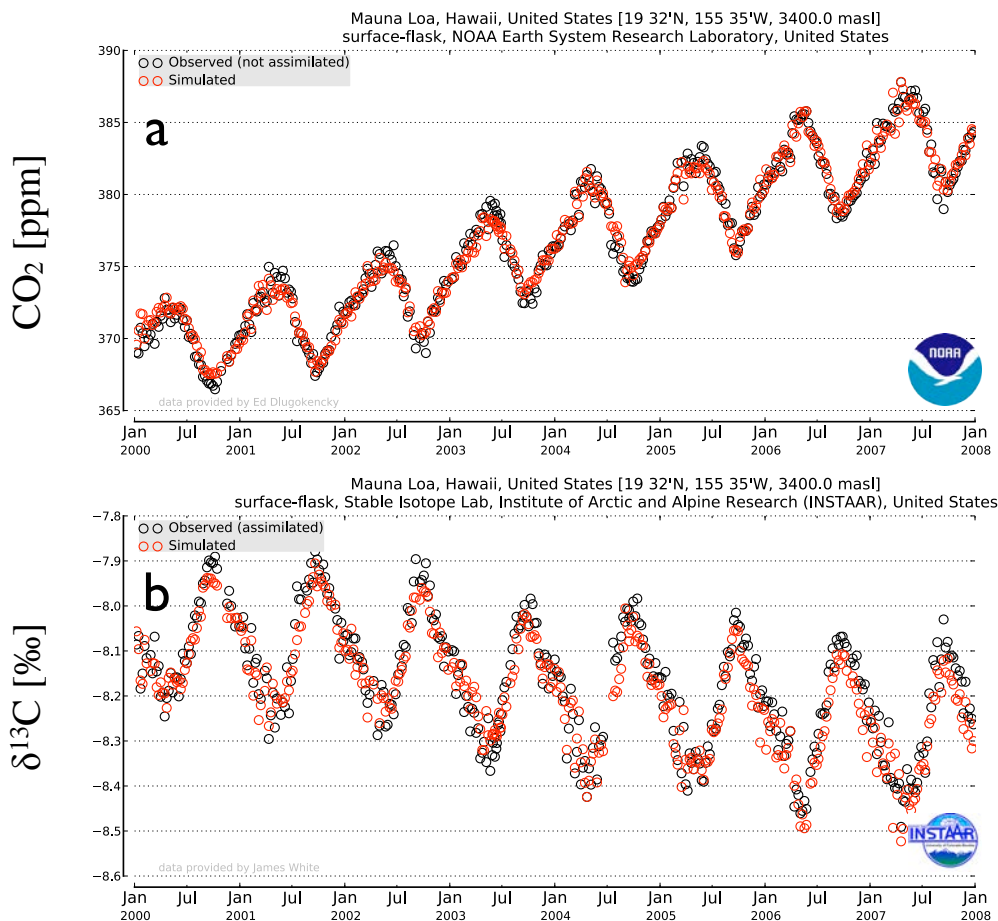 Mauna Loa, Hawaii, United States [19 32'N, 155 35'W, 3400.0 masl]
surface-flask, NOAA Earth System Research Laboratory, United States
CO₂ [ppm]
390
385
380
375
370
365
Observed (not assimilated)
Simulated
a
NOAA
data provided by Ed Dlugokencky
Jan Jul Jan Jul Jan Jul Jan Jul Jan Jul Jan Jul Jan Jul Jan Jul Jan
2000 2001 2002 2003 2004 2005 2006 2007 2008
Mauna Loa, Hawaii, United States [19 32'N, 155 35'W, 3400.0 masl]
surface-flask, Stable Isotope Lab, Institute of Arctic and Alpine Research (INSTAAR), United States
δ¹³C [‰]
−7.8
−7.9
−8.0
−8.1
−8.2
−8.3
−8.4
−8.5
−8.6
Observed (assimilated)
Simulated
b
INSTAAR
data provided by James White
Jan Jul Jan Jul Jan Jul Jan Jul Jan Jul Jan Jul Jan Jul Jan Jul Jan
2000 2001 2002 2003 2004 2005 2006 2007 2008